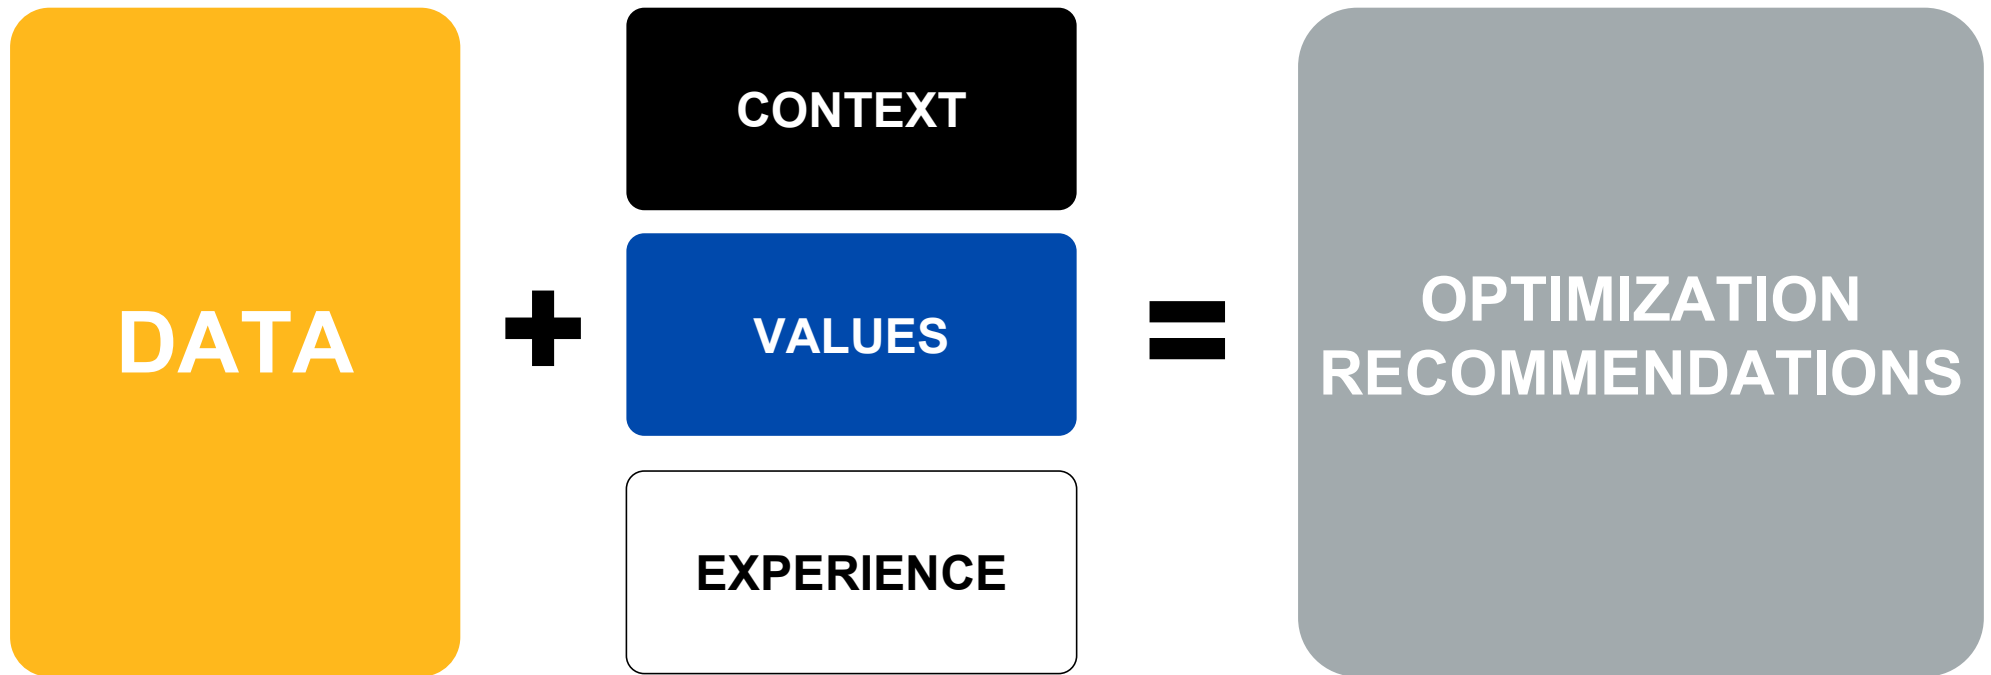 DATA
+
CONTEXT
VALUES
EXPERIENCE
=
OPTIMIZATION
RECOMMENDATIONS